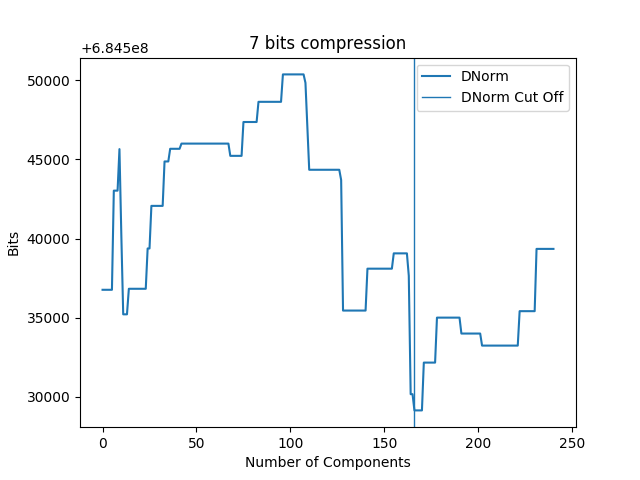 7 bits compression
+6.845e8
DNorm
DNorm Cut Off
50000
45000
40000
35000
30000
Bits
0 50 100 150 200 250
Number of Components